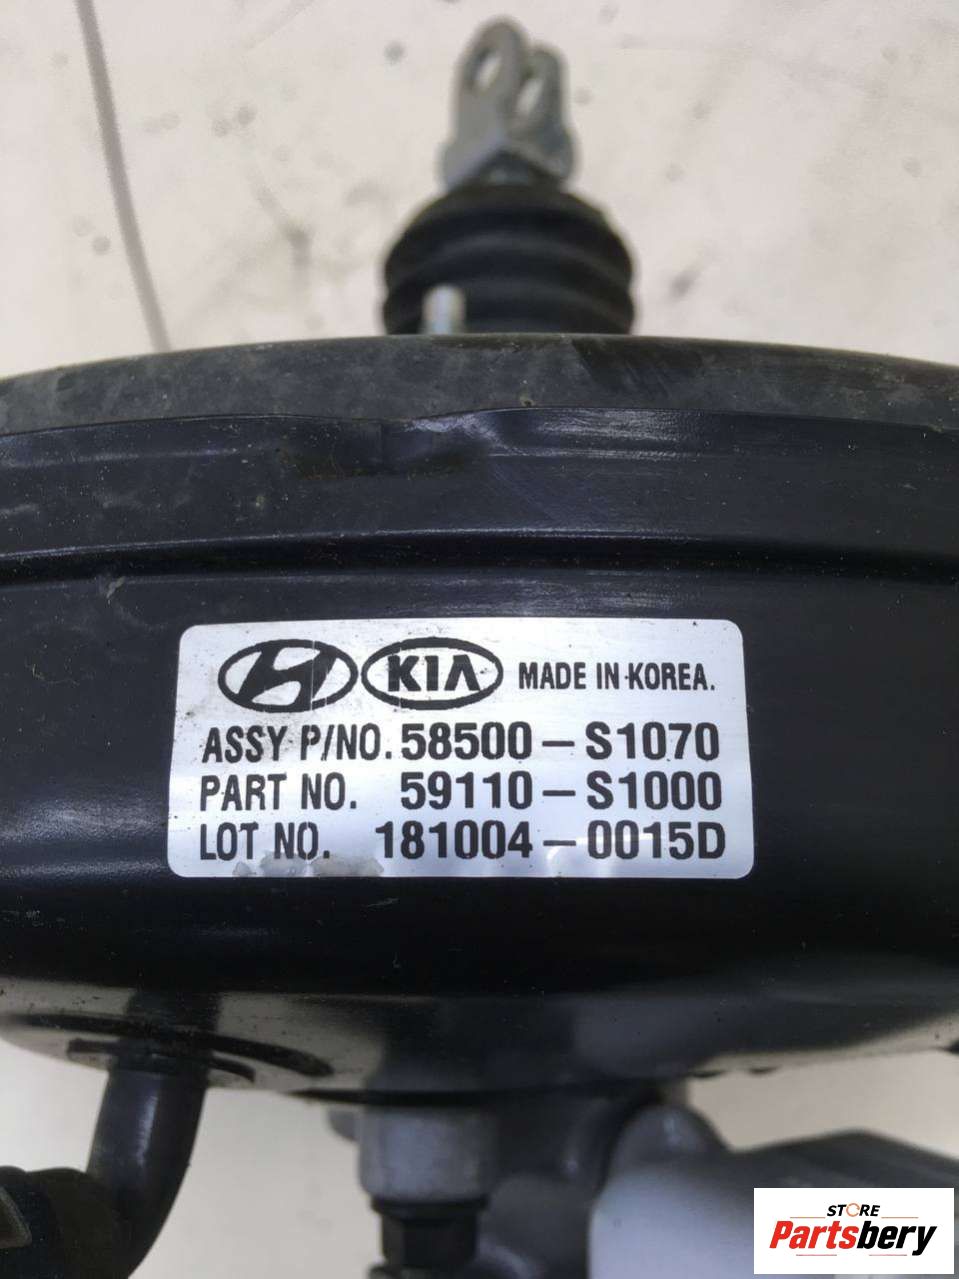 KIA MADE IN KOREA.
ASSY P/NO. 58500-S1070
PART NO. 59110-S1000
LOT NO. 181004-0015D
STORE
Partsbery